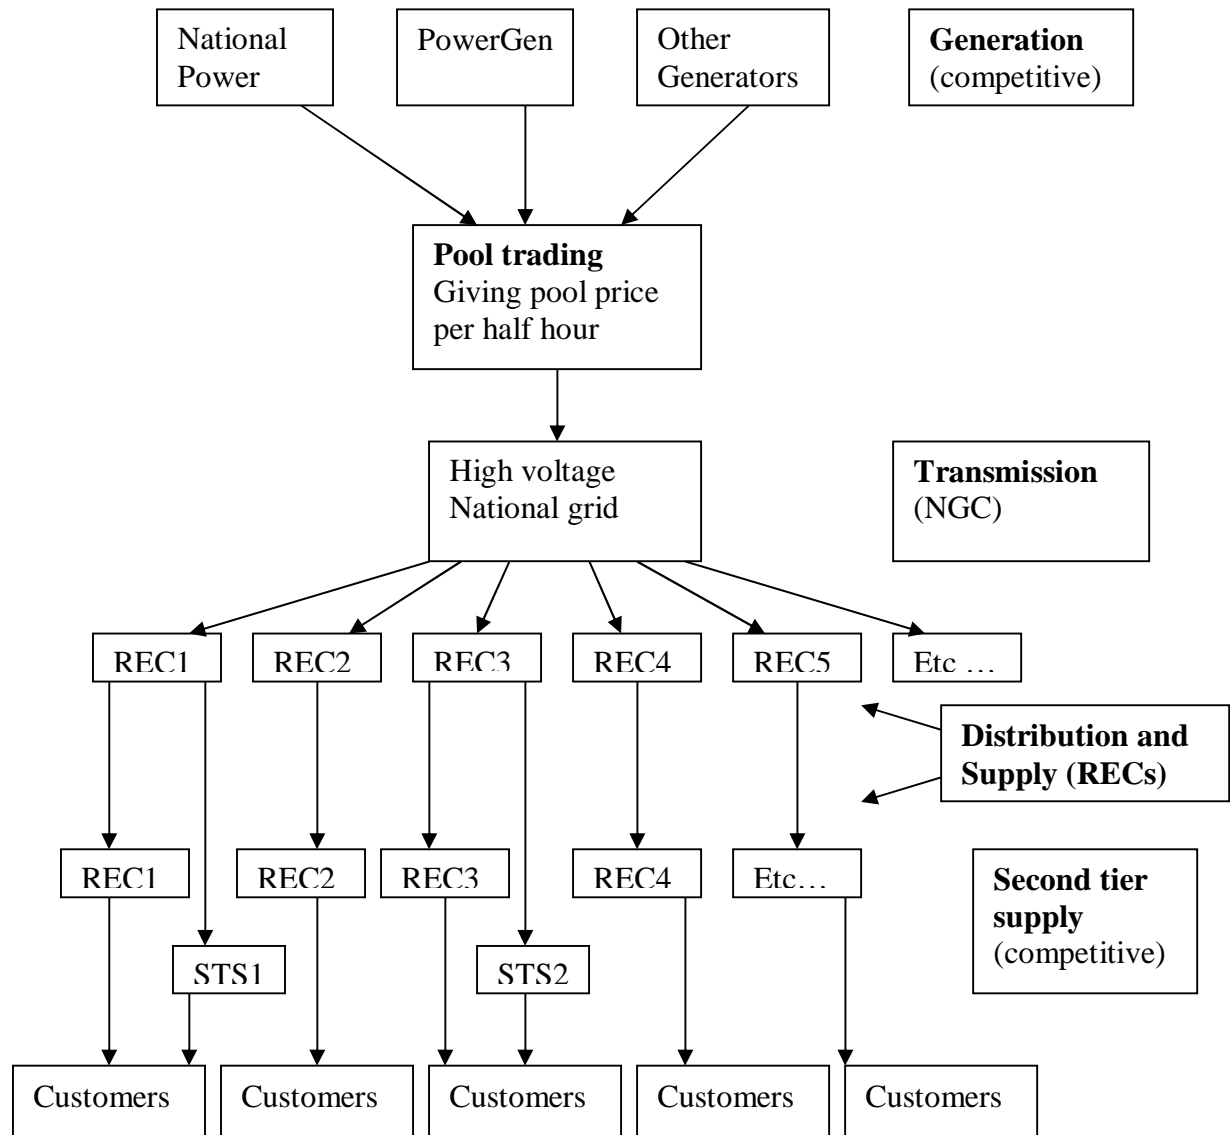 National
Power
PowerGen
Other
Generators
Generation
(competitive)
Pool trading
Giving pool price
per half hour
High voltage
National grid
Transmission
(NGC)
REC1
REC2
REC3
REC4
REC5
Etc …
Distribution and
Supply (RECs)
REC1
REC2
REC3
REC4
Etc…
Second tier
supply
(competitive)
STS1
STS2
Customers
Customers
Customers
Customers
Customers